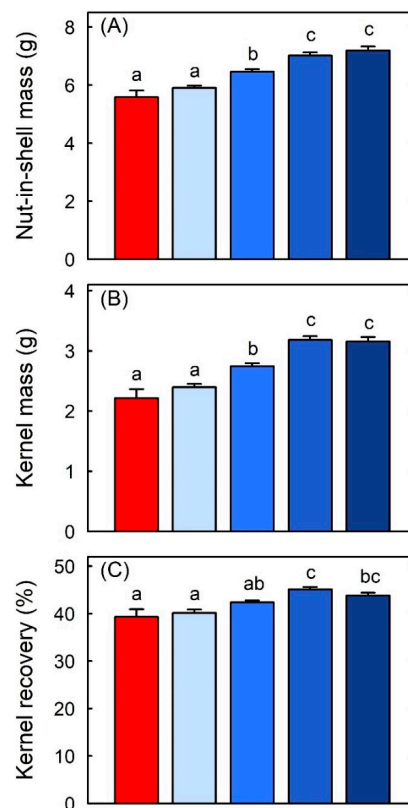 (A)
Nut-in-shell mass (g)
8
6
4
2
0
a a b c c
(B)
Kernel mass (g)
4
3
2
1
0
a a b c c
(C)
Kernel recovery (%)
50
40
30
20
10
0
a a ab c bc